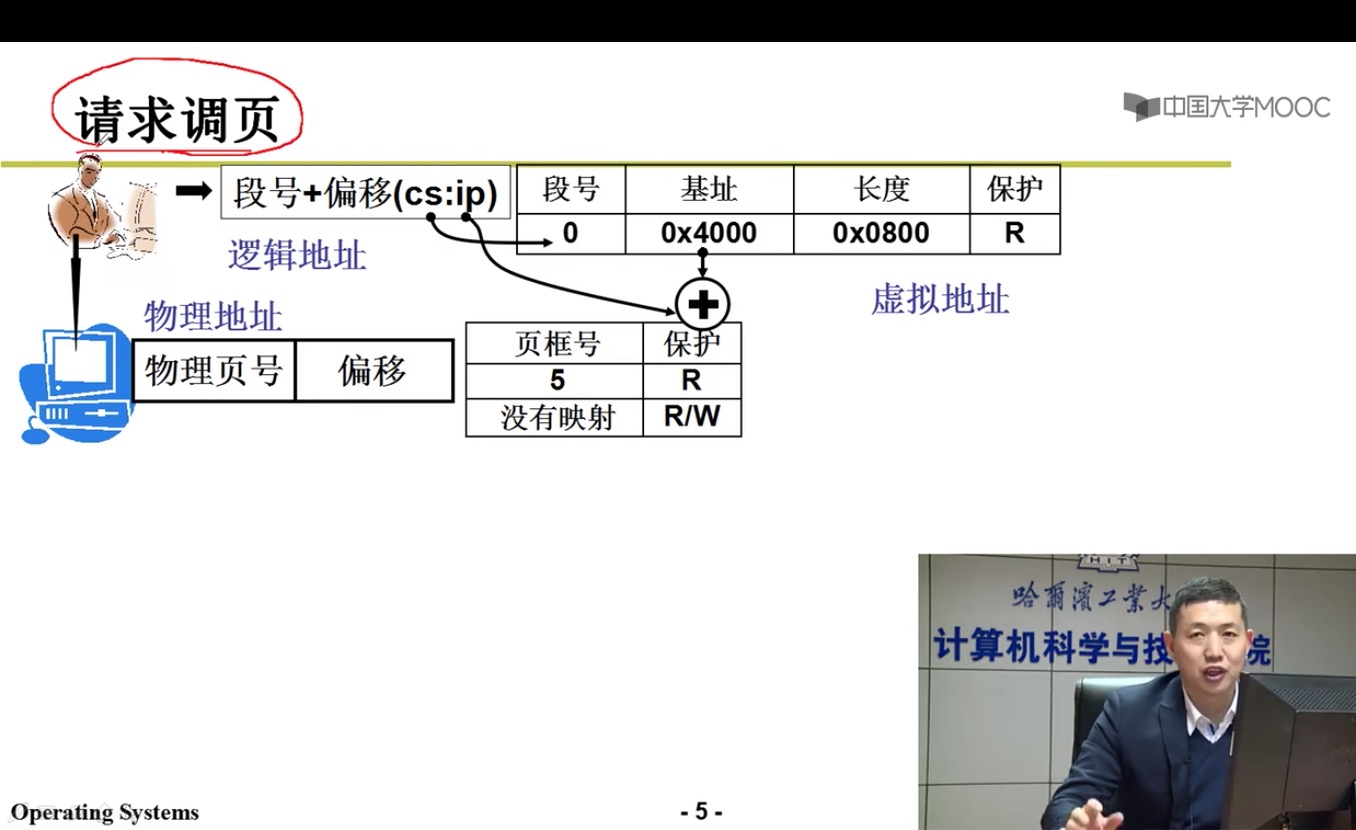 请求调页
中国大学MOOC
段号+偏移(cs:ip)
段号 基址 长度 保护
0 0x4000 0x0800 R
逻辑地址
虚拟地址
物理地址
物理页号 偏移
页框号 保护
5 R
没有映射 R/W
HIT
哈爾濱工業大
计算机科学与技 院
Operating Systems
- 5 -